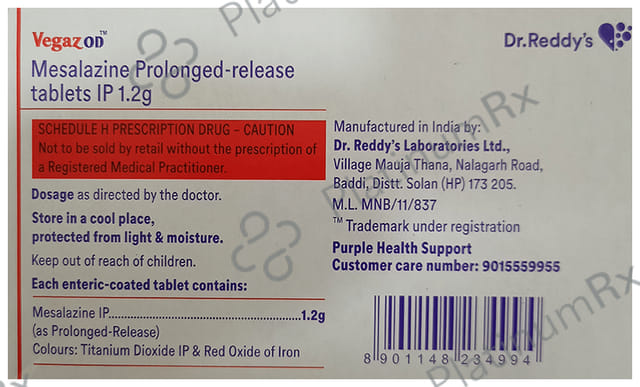 Vegaz OD™
Dr.Reddy's
Mesalazine Prolonged-release
tablets IP 1.2g
SCHEDULE H PRESCRIPTION DRUG – CAUTION
Not to be sold by retail without the prescription of
a Registered Medical Practitioner.
Dosage as directed by the doctor.
Store in a cool place,
protected from light & moisture.
Keep out of reach of children.
Each enteric-coated tablet contains:
Mesalazine IP..........................................................1.2g
(as Prolonged-Release)
Colours: Titanium Dioxide IP & Red Oxide of Iron
Manufactured in India by:
Dr. Reddy's Laboratories Ltd.,
Village Mauja Thana, Nalagarh Road,
Baddi, Distt. Solan (HP) 173 205.
M.L. MNB/11/837
™ Trademark under registration
Purple Health Support
Customer care number: 9015559955
8 901148 234994
PlatinumRx
PlatinumRx
PlatinumRx